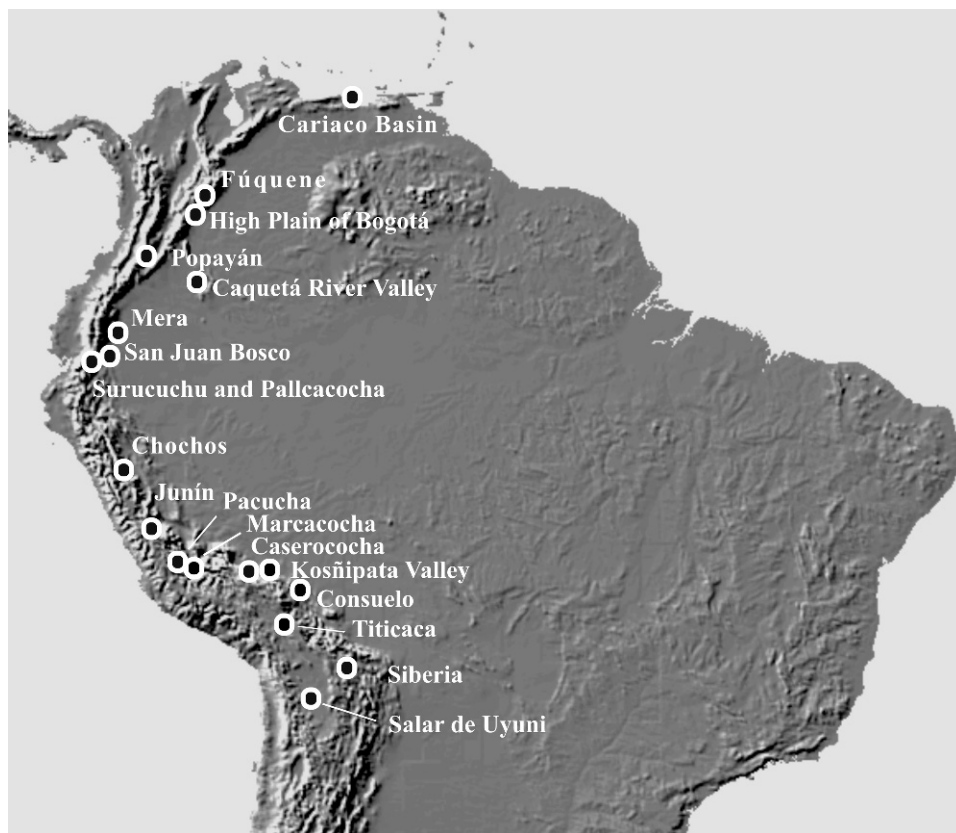 Cariaco Basin
Fúquene
High Plain of Bogotá
Popayán
Caquetá River Valley
Mera
San Juan Bosco
Surucuchu and Pallcacocha
Chochos
Junín
Pacucha
Marcacocha
Caserococha
Kosñipata Valley
Consuelo
Titicaca
Siberia
Salar de Uyuni